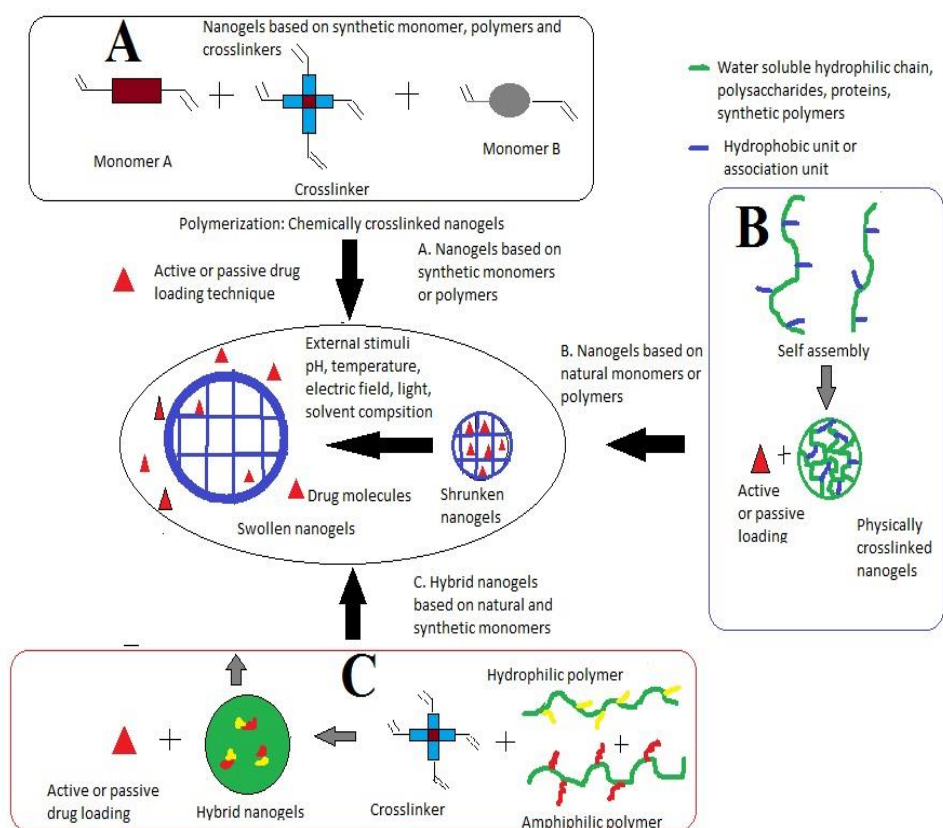 A
Nanogels based on synthetic monomer, polymers and
crosslinkers
Monomer A
Crosslinker
Monomer B
Water soluble hydrophilic chain,
polysaccharides, proteins,
synthetic polymers
Hydrophobic unit or
association unit
Polymerization: Chemically crosslinked nanogels
Active or passive drug
loading technique
A. Nanogels based on
synthetic monomers
or polymers
B
Self assembly
Active
or passive
loading
Physically
crosslinked
nanogels
B. Nanogels based on
natural monomers or
polymers
External stimuli
pH, temperature,
electric field, light,
solvent compsition
Drug molecules
Swollen nanogels
Shrunken
nanogels
C. Hybrid nanogels
based on natural and
synthetic monomers
C
Hydrophilic polymer
Active or passive
drug loading
Hybrid nanogels
Crosslinker
Amphiphilic polymer